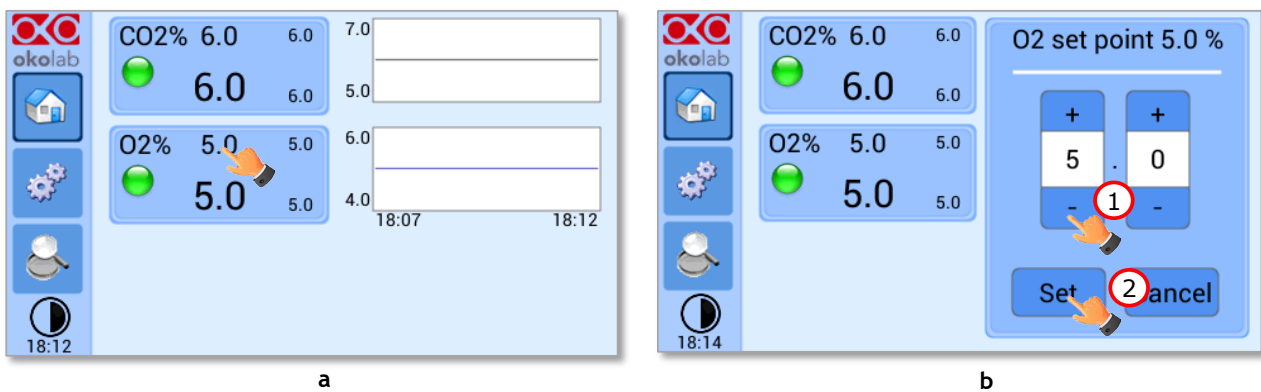 okolab
CO2% 6.0 6.0
6.0 6.0
O2% 5.0 5.0
5.0 5.0
7.0
5.0
6.0
4.0
18:07 18:12
18:12
a
okolab
CO2% 6.0 6.0
6.0 6.0
O2% 5.0 5.0
5.0 5.0
18:14
O2 set point 5.0 %
+ +
5 . 0
- 1 -
Set 2 ancel
b